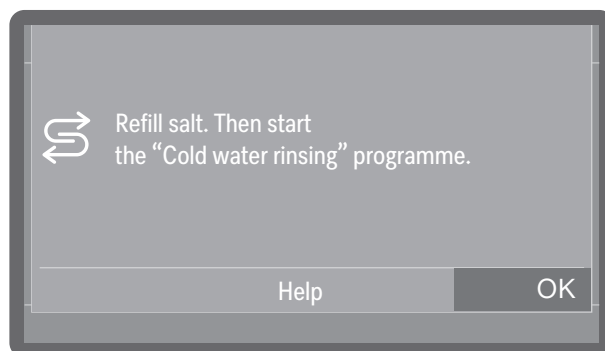 Refill salt. Then start
the “Cold water rinsing” programme.
Help
OK